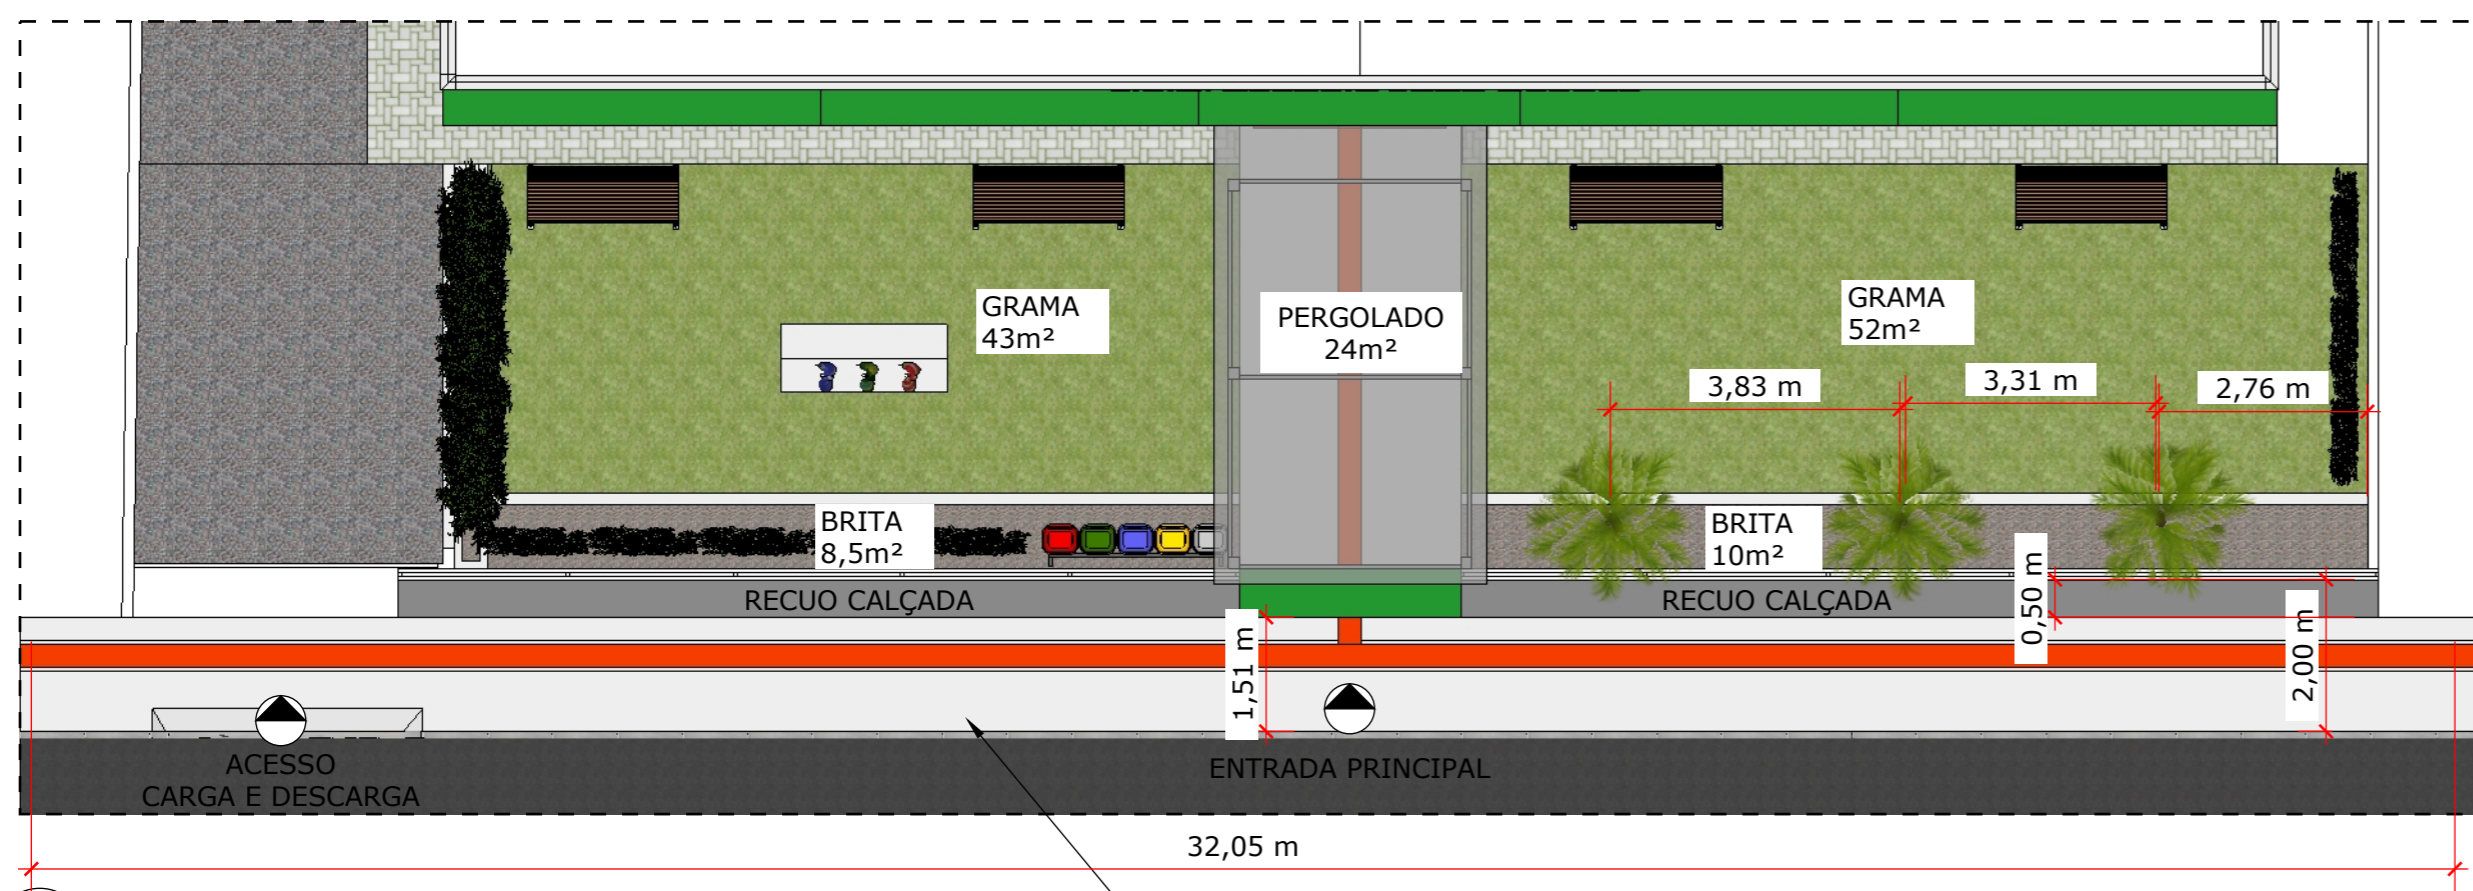 GRAMA
43m²
PERGOLADO
24m²
GRAMA
52m²
3,83 m
3,31 m
2,76 m
BRITA
8,5m²
BRITA
10m²
RECUO CALÇADA
RECUO CALÇADA
0,50 m
1,51 m
2,00 m
ACESSO
CARGA E DESCARGA
ENTRADA PRINCIPAL
32,05 m